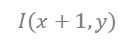 I(x + 1, y)